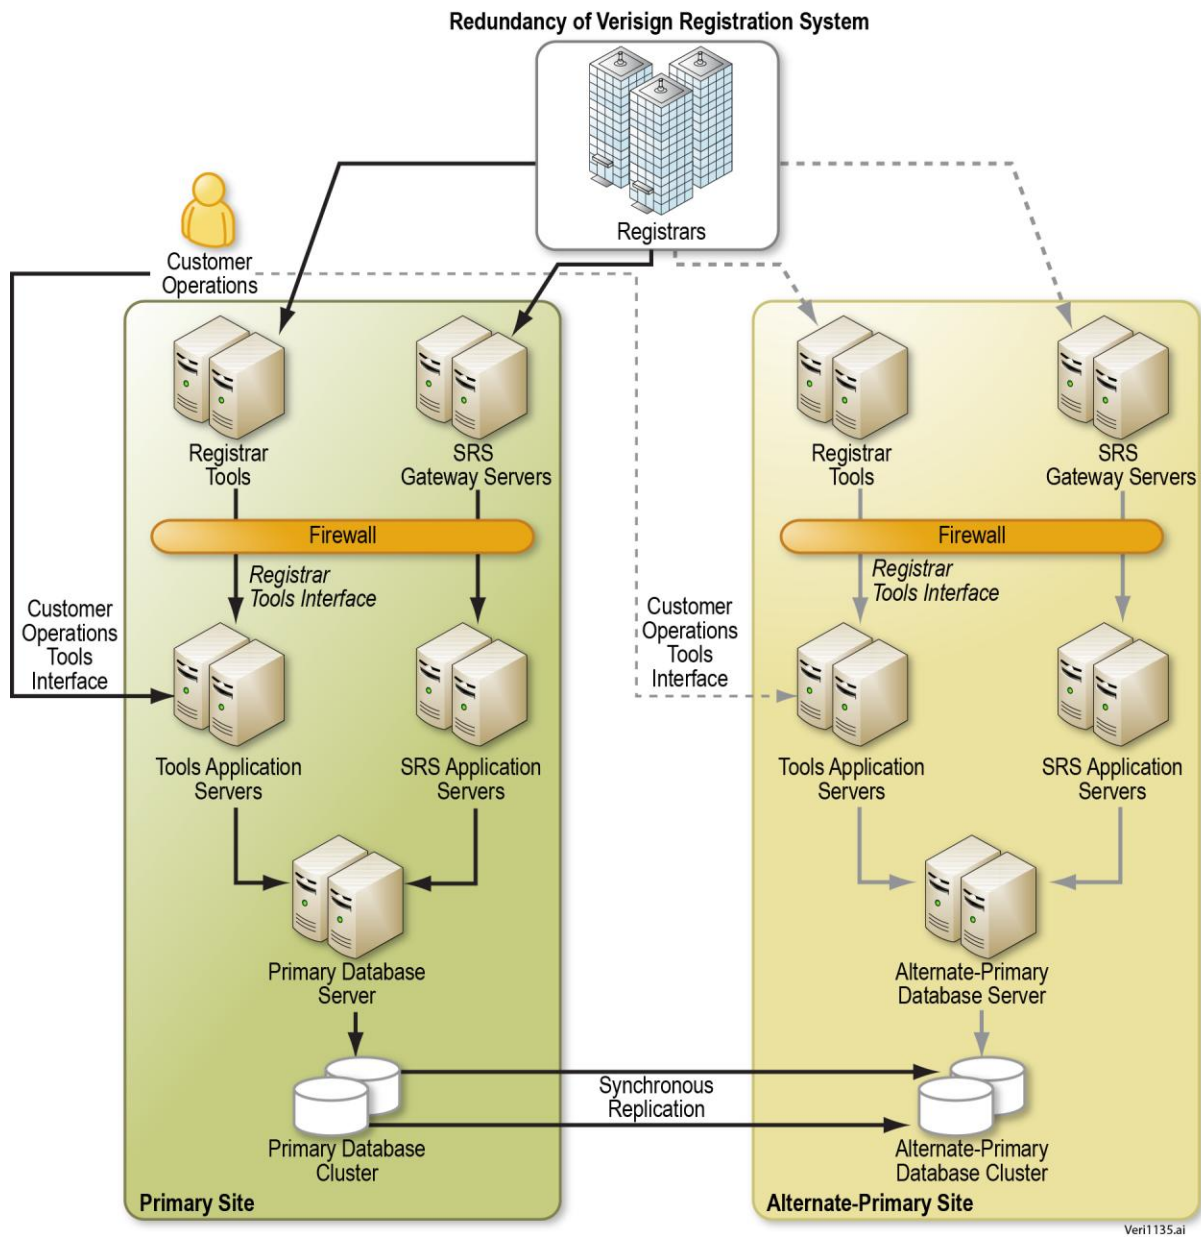 Redundancy of Verisign Registration System
Registrars
Customer
Operations
Registrar
Tools
SRS
Gateway Servers
Registrar
Tools
SRS
Gateway Servers
Firewall
Firewall
Registrar
Tools Interface
Registrar
Tools Interface
Customer
Operations
Tools
Interface
Customer
Operations
Tools
Interface
Tools Application
Servers
SRS Application
Servers
Tools Application
Servers
SRS Application
Servers
Primary Database
Server
Alternate-Primary
Database Server
Synchronous
Replication
Primary Database
Cluster
Alternate-Primary
Database Cluster
Primary Site
Alternate-Primary Site
Veri1135.ai